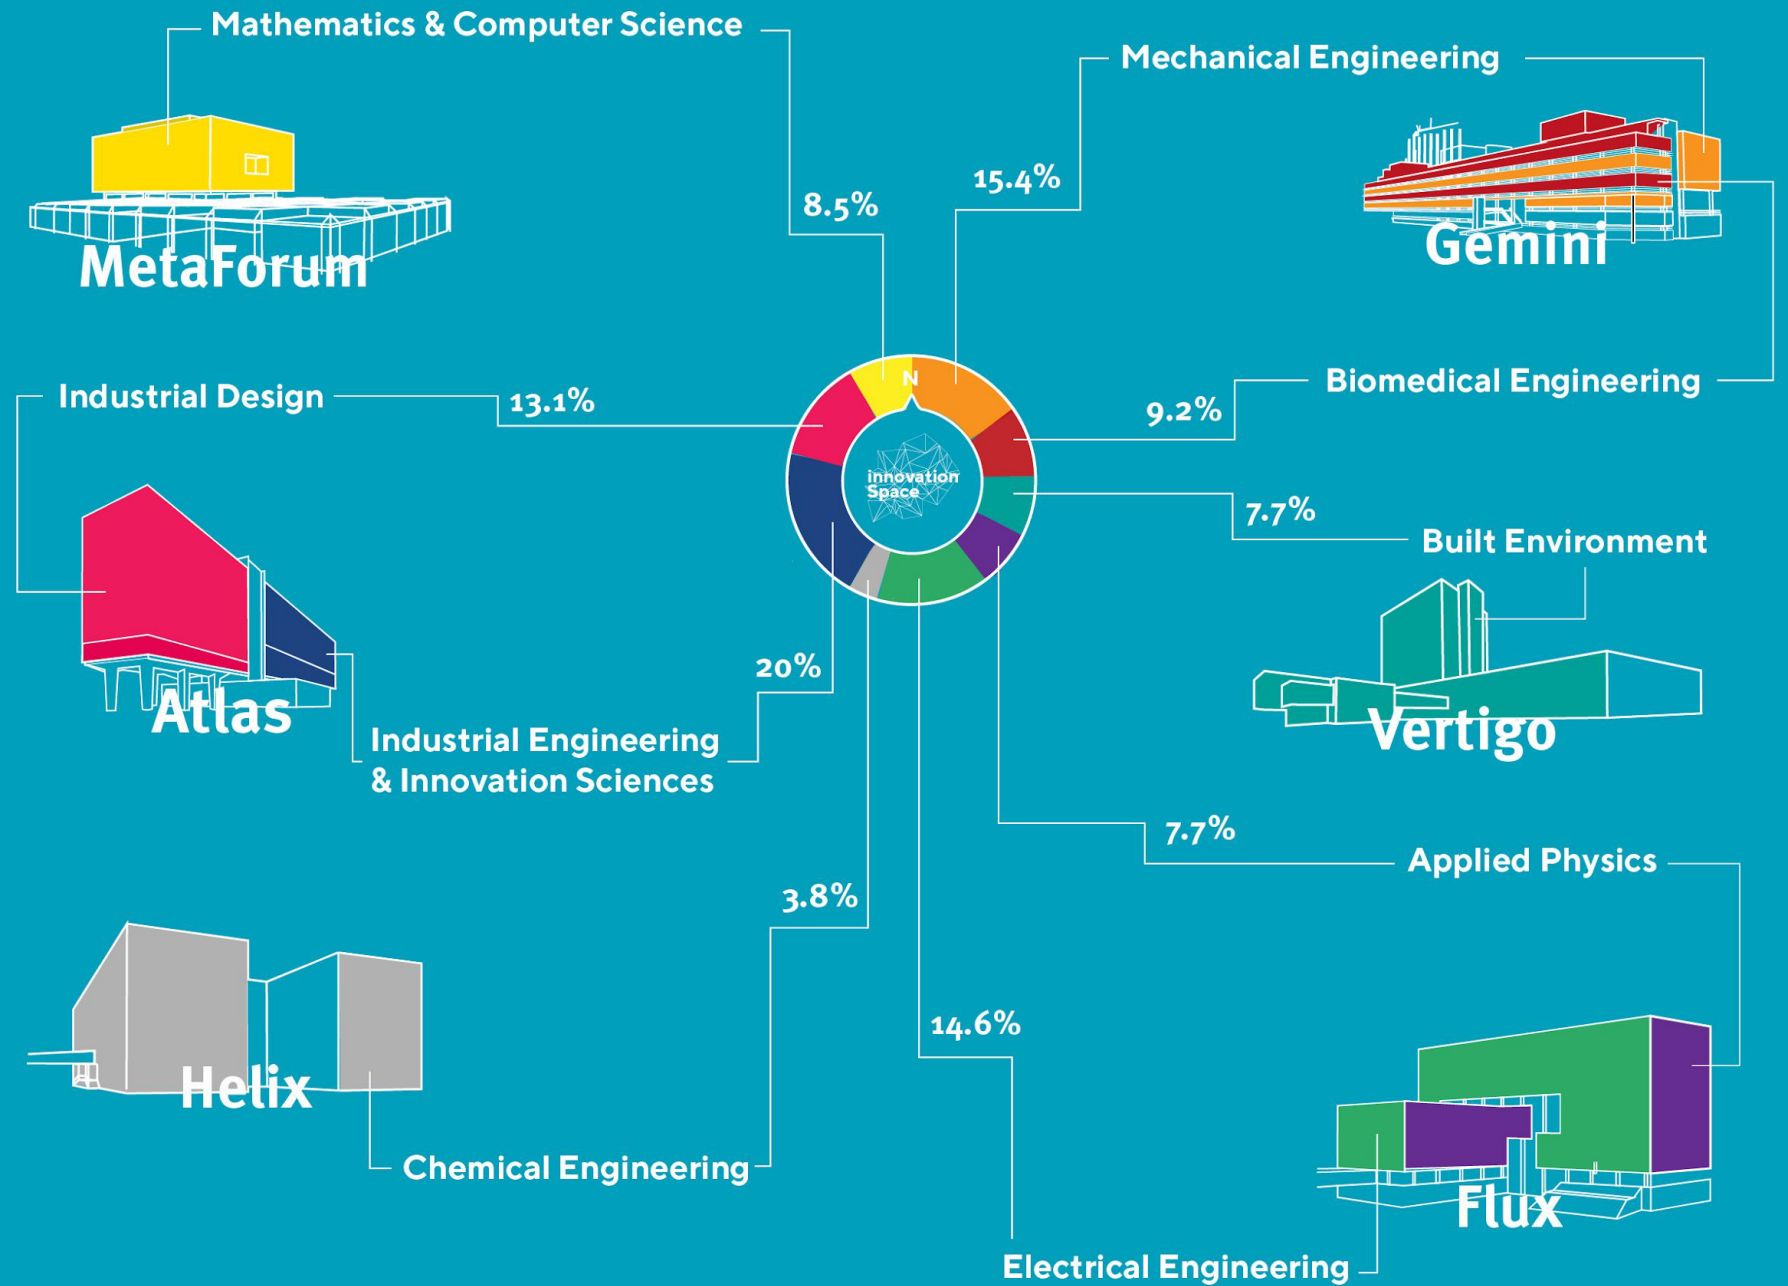 Mathematics & Computer Science
Mechanical Engineering
15.4%
8.5%
MetaForum
Gemini
N
Industrial Design
13.1%
Biomedical Engineering
9.2%
innovation
Space
7.7%
Built Environment
20%
Atlas
Vertigo
Industrial Engineering
& Innovation Sciences
7.7%
Applied Physics
3.8%
14.6%
Helix
Chemical Engineering
Flux
Electrical Engineering